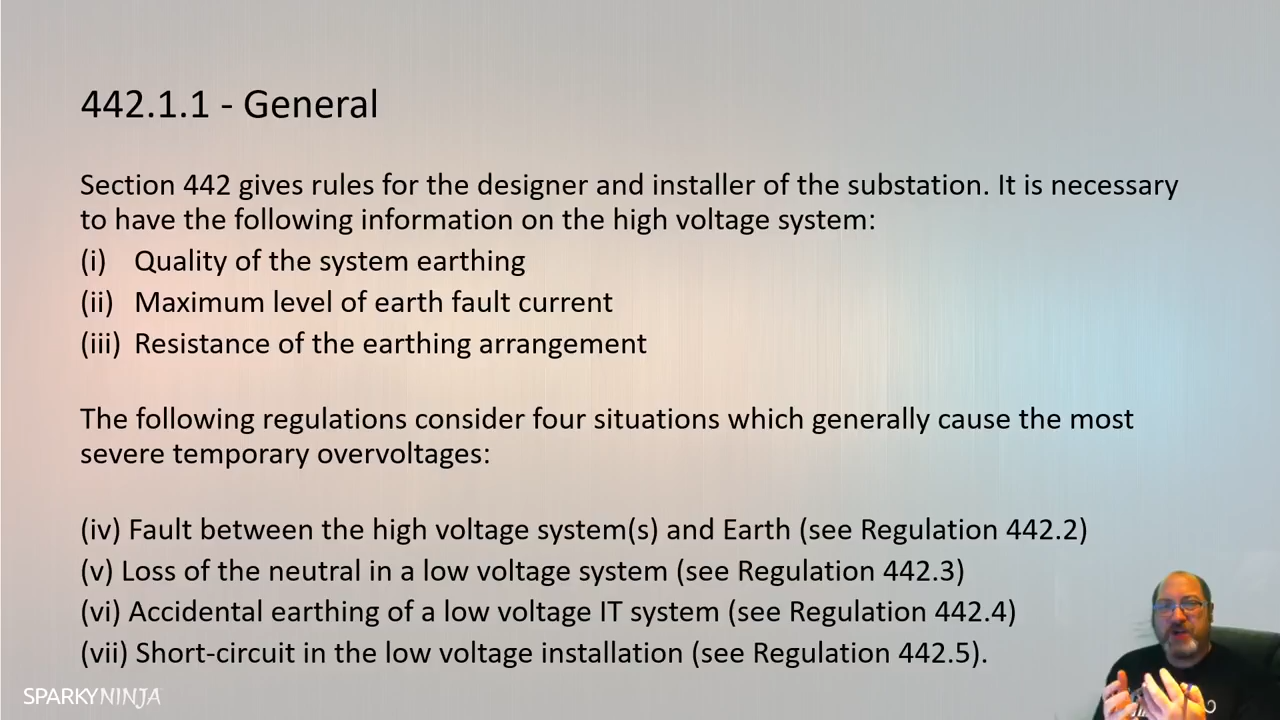 442.1.1 - General
Section 442 gives rules for the designer and installer of the substation. It is necessary
to have the following information on the high voltage system:
(i) Quality of the system earthing
(ii) Maximum level of earth fault current
(iii) Resistance of the earthing arrangement
The following regulations consider four situations which generally cause the most
severe temporary overvoltages:
(iv) Fault between the high voltage system(s) and Earth (see Regulation 442.2)
(v) Loss of the neutral in a low voltage system (see Regulation 442.3)
(vi) Accidental earthing of a low voltage IT system (see Regulation 442.4)
(vii) Short-circuit in the low voltage installation (see Regulation 442.5).
SPARKYNINJA